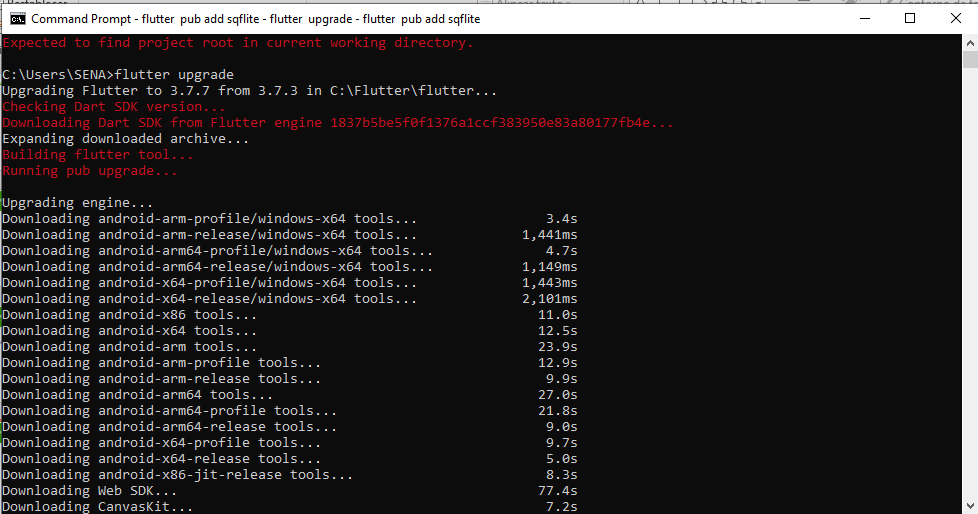 Command Prompt - flutter pub add sqflite - flutter upgrade - flutter pub add sqflite
Expected to find project root in current working directory.
C:\Users\SENA>flutter upgrade
Upgrading Flutter to 3.7.7 from 3.7.3 in C:\Flutter\flutter...
Checking Dart SDK version...
Downloading Dart SDK from Flutter engine 1837b5be5f0f1376a1ccf383950e83a80177fb4e...
Expanding downloaded archive...
Building flutter tool...
Running pub upgrade...
Upgrading engine...
Downloading android-arm-profile/windows-x64 tools... 3.4s
Downloading android-arm-release/windows-x64 tools... 1,441ms
Downloading android-arm64-profile/windows-x64 tools... 4.7s
Downloading android-arm64-release/windows-x64 tools... 1,149ms
Downloading android-x64-profile/windows-x64 tools... 1,443ms
Downloading android-x64-release/windows-x64 tools... 2,101ms
Downloading android-x86 tools... 11.0s
Downloading android-x64 tools... 12.5s
Downloading android-arm tools... 23.9s
Downloading android-arm-profile tools... 12.9s
Downloading android-arm-release tools... 9.9s
Downloading android-arm64 tools... 27.0s
Downloading android-arm64-profile tools... 21.8s
Downloading android-arm64-release tools... 9.0s
Downloading android-x64-profile tools... 9.7s
Downloading android-x64-release tools... 5.0s
Downloading android-x86-jit-release tools... 8.3s
Downloading Web SDK... 77.4s
Downloading CanvasKit... 7.2s